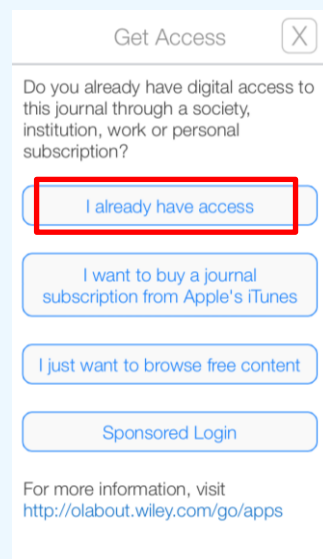 Get Access
X
Do you already have digital access to
this journal through a society,
institution, work or personal
subscription?
I already have access
I want to buy a journal
subscription from Apple's iTunes
I just want to browse free content
Sponsored Login
For more information, visit
http://olabout.wiley.com/go/apps